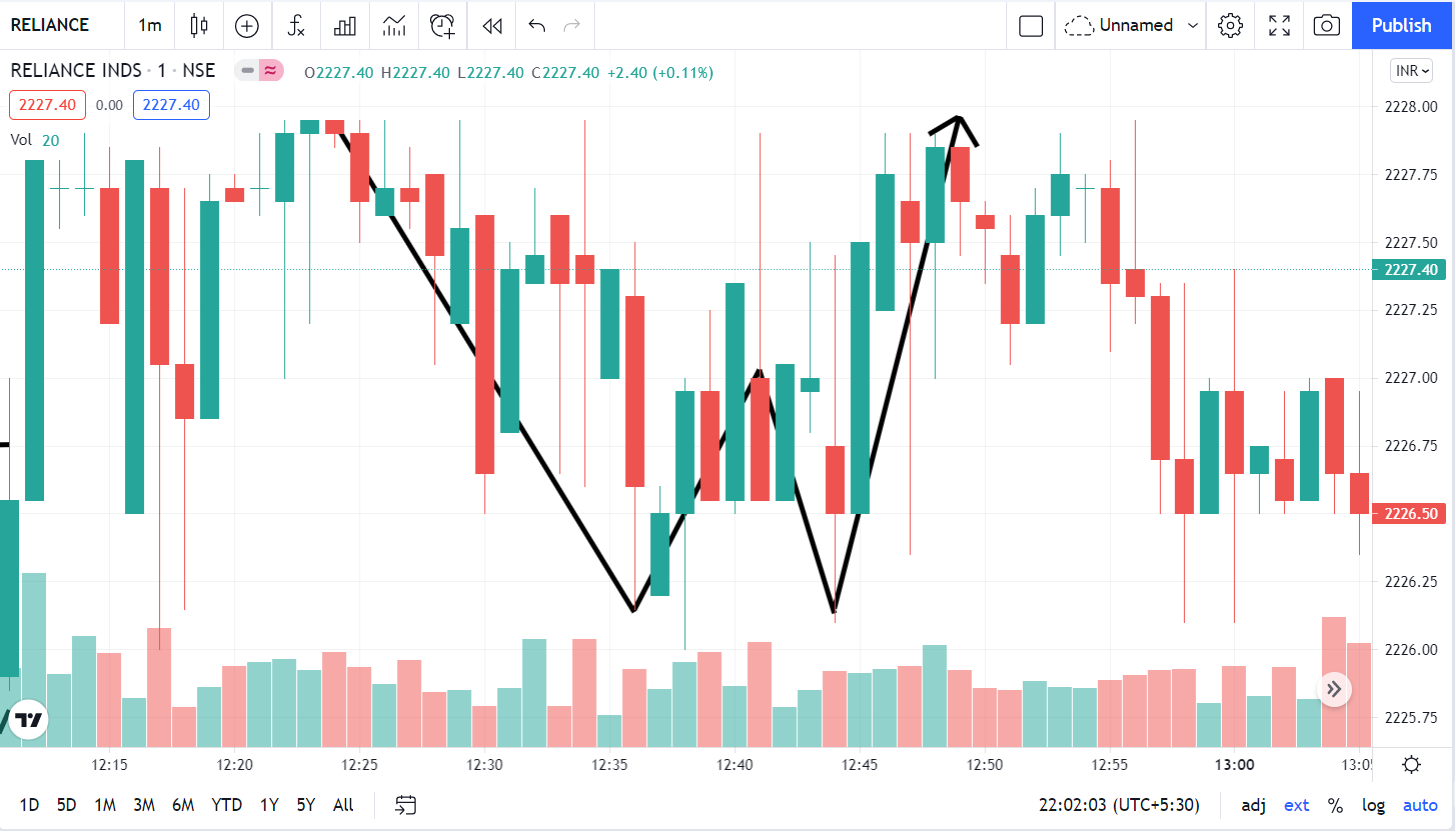 RELIANCE 1m Unnamed Publish
RELIANCE INDS · 1 · NSE O2227.40 H2227.40 L2227.40 C2227.40 +2.40 (+0.11%) INR
2227.40 0.00 2227.40
Vol 20
2228.00
2227.75
2227.50
2227.40
2227.25
2227.00
2226.75
2226.50
2226.25
2226.00
2225.75
12:15 12:20 12:25 12:30 12:35 12:40 12:45 12:50 12:55 13:00
1D 5D 1M 3M 6M YTD 1Y 5Y All 22:02:03 (UTC+5:30) adj ext % log auto